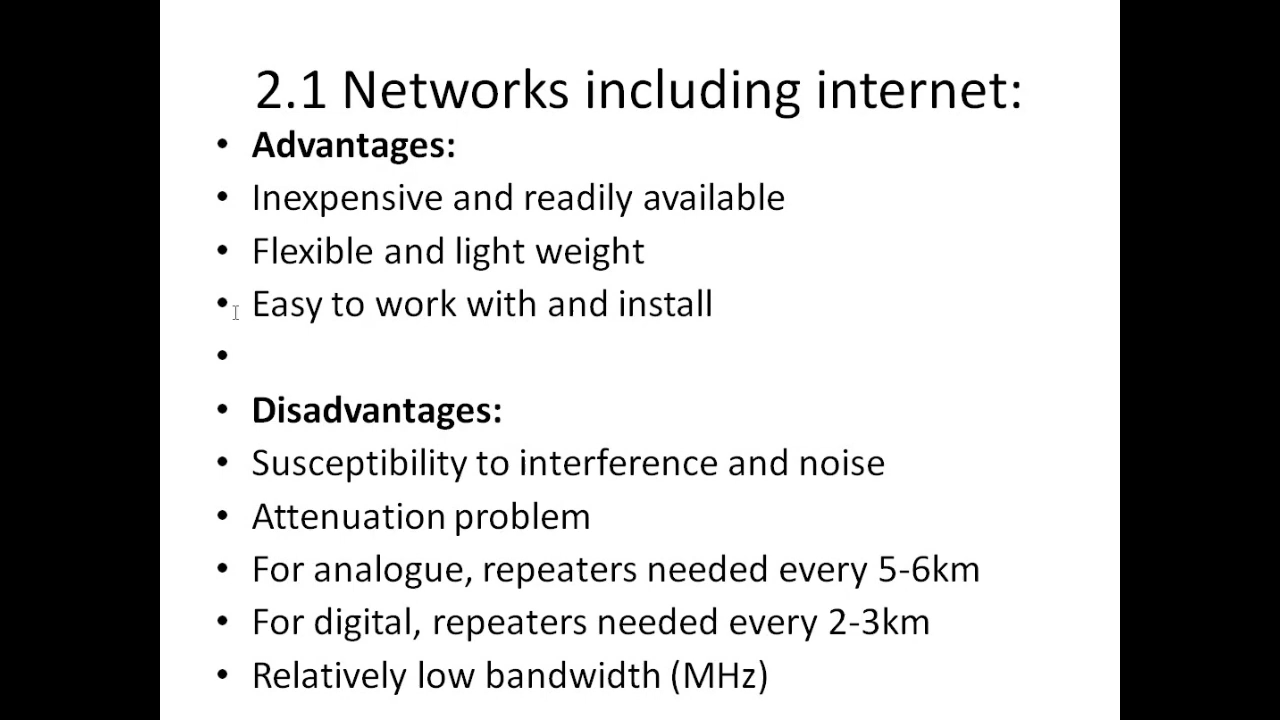 2.1 Networks including internet:
• Advantages:
• Inexpensive and readily available
• Flexible and light weight
• Easy to work with and install
•
• Disadvantages:
• Susceptibility to interference and noise
• Attenuation problem
• For analogue, repeaters needed every 5-6km
• For digital, repeaters needed every 2-3km
• Relatively low bandwidth (MHz)